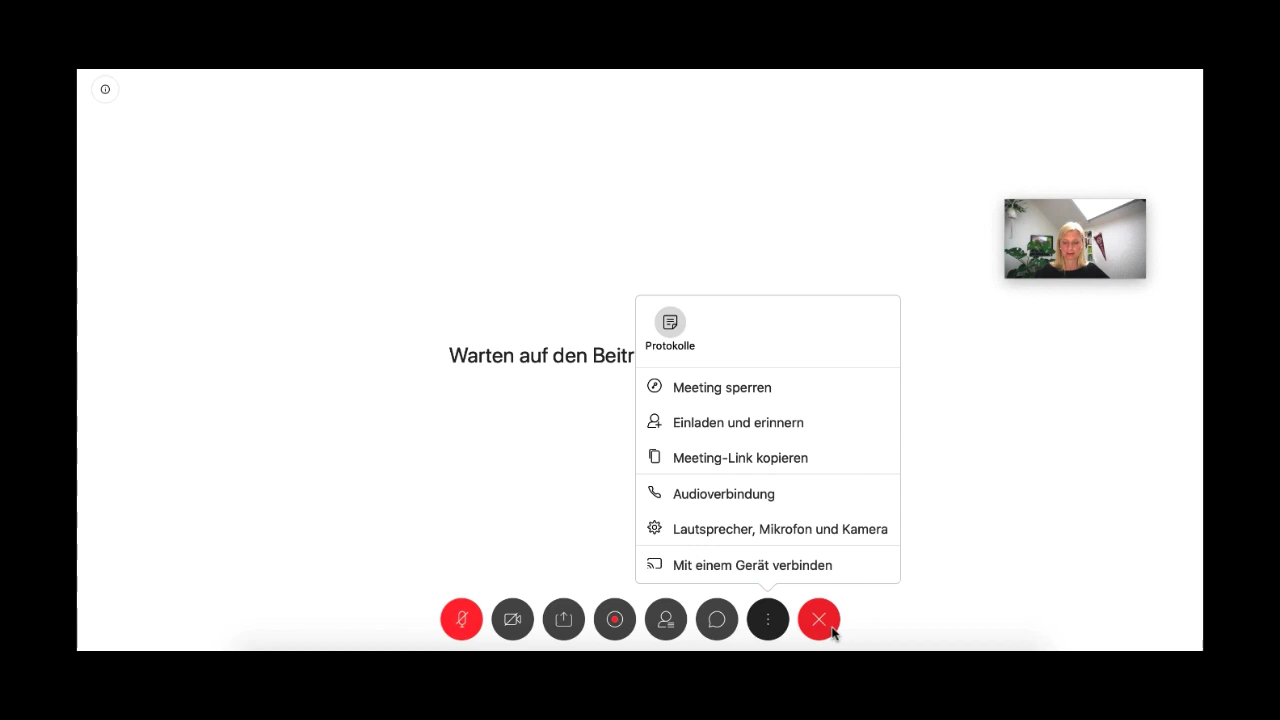 Warten auf den
Protokolle
Meeting sperren
Einladen und erinnern
Meeting-Link kopieren
Audioverbindung
Lautsprecher, Mikrofon und Kamera
Mit einem Gerät verbinden